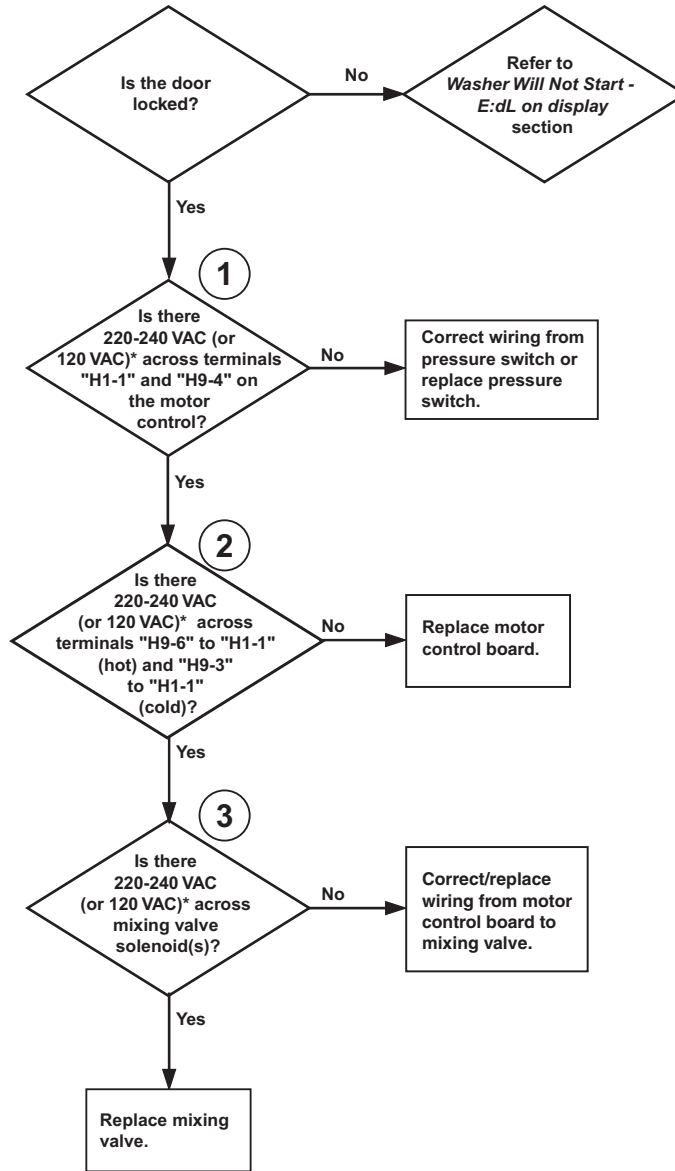 Is the door
locked?
No
Refer to
Washer Will Not Start -
E:dL on display
section
Yes
1
Is there
220-240 VAC (or
120 VAC)* across terminals
"H1-1" and "H9-4" on
the motor
control?
No
Correct wiring from
pressure switch or
replace pressure
switch.
Yes
2
Is there
220-240 VAC
(or 120 VAC)* across
terminals "H9-6" to "H1-1"
(hot) and "H9-3"
to "H1-1"
(cold)?
No
Replace motor
control board.
Yes
3
Is there
220-240 VAC
(or 120 VAC)* across
mixing valve
solenoid(s)?
No
Correct/replace
wiring from motor
control board to
mixing valve.
Yes
Replace mixing
valve.